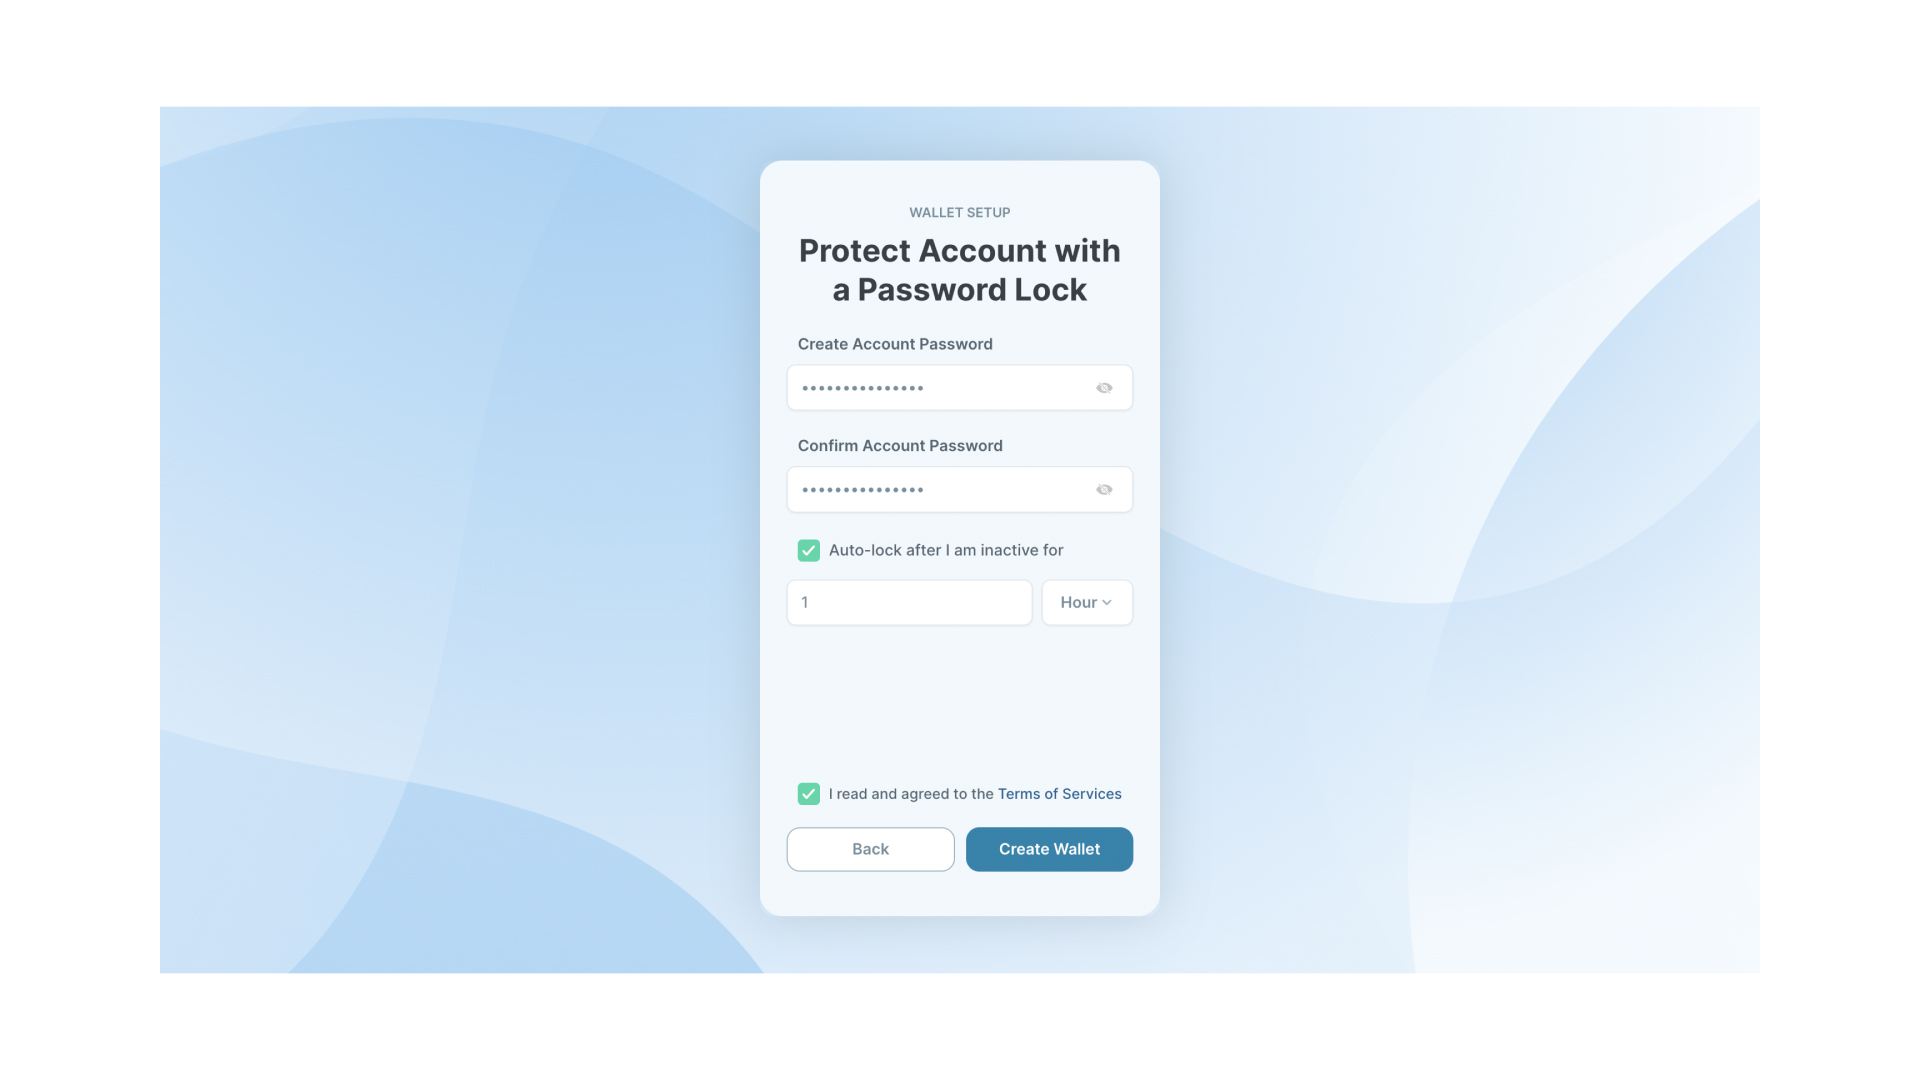 WALLET SETUP
Protect Account with
a Password Lock
Create Account Password
•••••••••••••••
Confirm Account Password
•••••••••••••••
Auto-lock after I am inactive for
1
Hour
I read and agreed to the Terms of Services
Back
Create Wallet